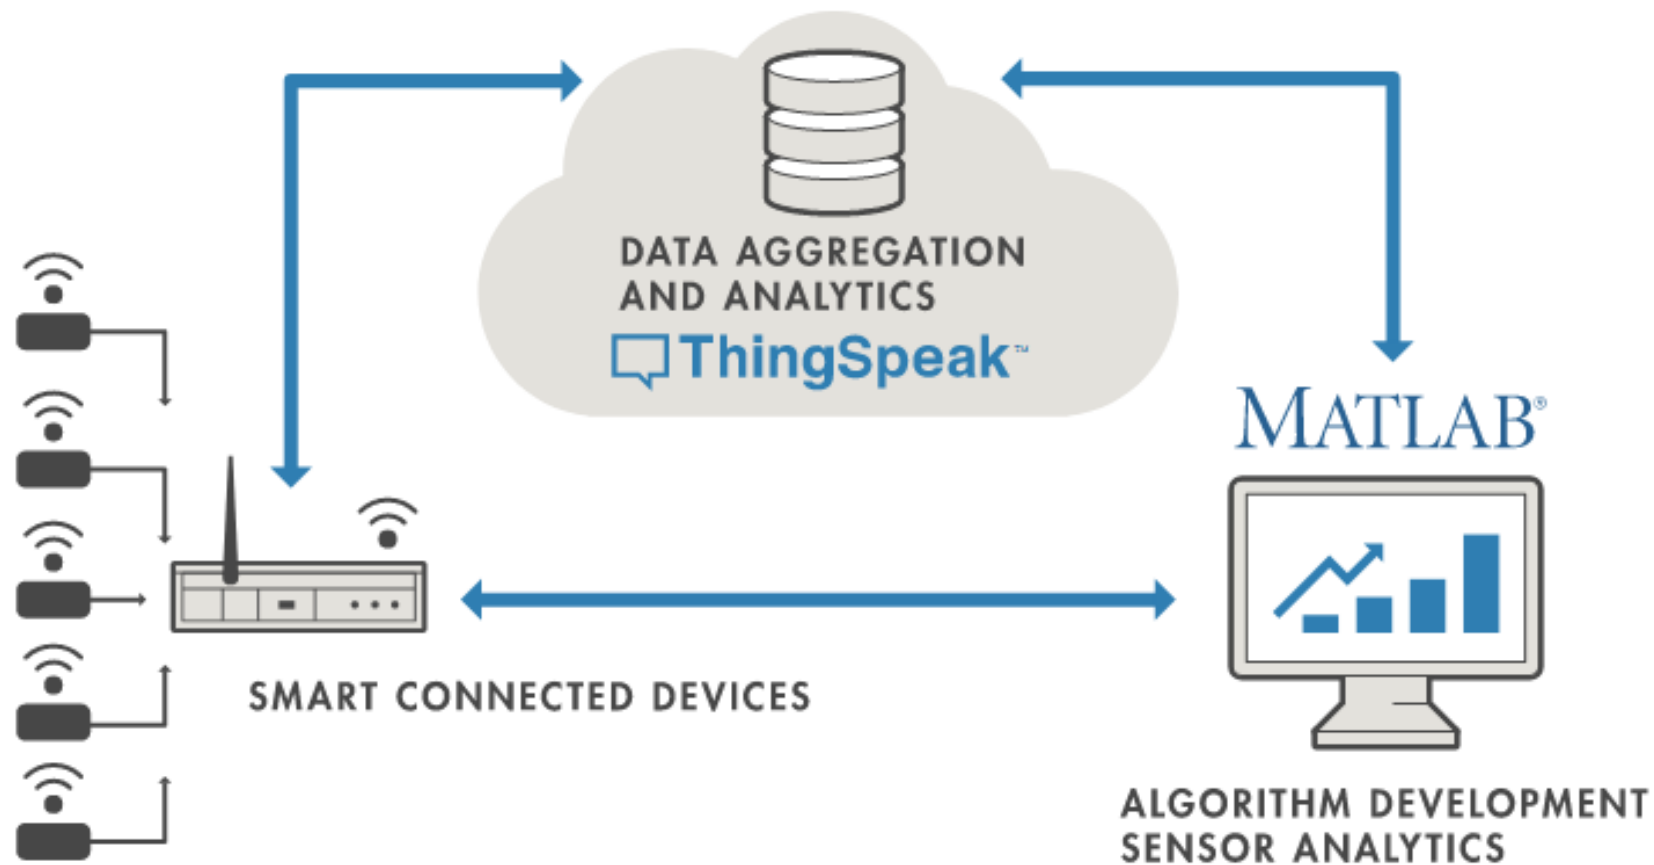 DATA AGGREGATION
AND ANALYTICS
ThingSpeak™
MATLAB®
SMART CONNECTED DEVICES
ALGORITHM DEVELOPMENT
SENSOR ANALYTICS